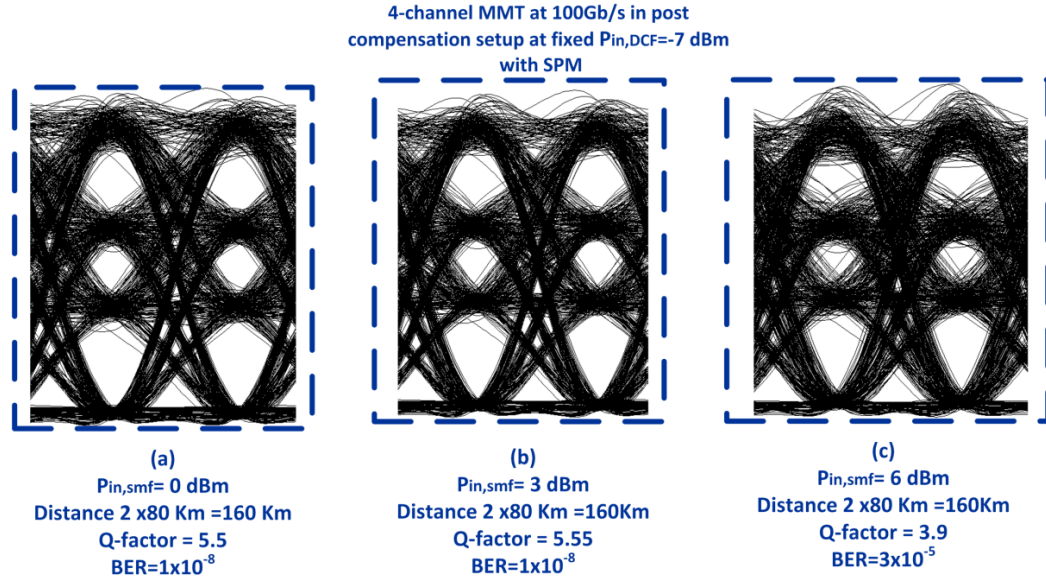 4-channel MMT at 100Gb/s in post
compensation setup at fixed Pin,DCF=-7 dBm
with SPM
(a)
Pin,smf= 0 dBm
Distance 2 x80 Km =160 Km
Q-factor = 5.5
BER=1x10⁻⁸
(b)
Pin,smf= 3 dBm
Distance 2 x80 Km =160Km
Q-factor = 5.55
BER=1x10⁻⁸
(c)
Pin,smf= 6 dBm
Distance 2 x80 Km =160Km
Q-factor = 3.9
BER=3x10⁻⁵